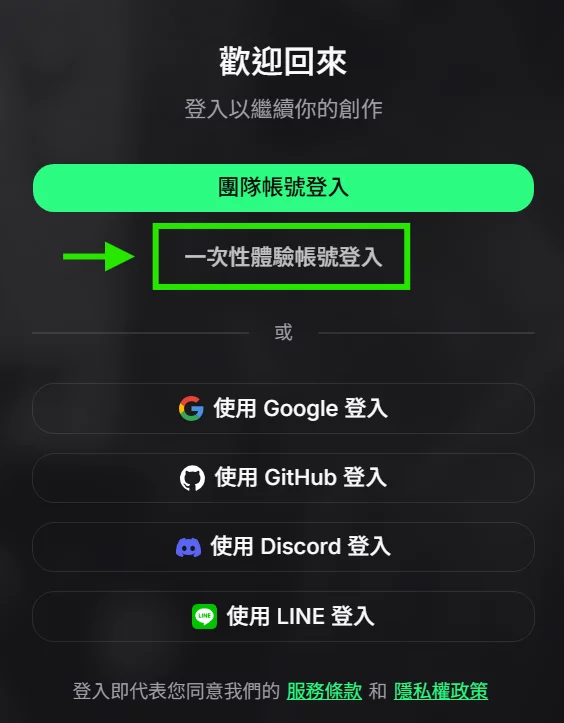 歡迎回來
登入以繼續你的創作
團隊帳號登入
一次性體驗帳號登入
或
使用 Google 登入
使用 GitHub 登入
使用 Discord 登入
LINE 使用 LINE 登入
登入即代表您同意我們的 服務條款 和 隱私權政策